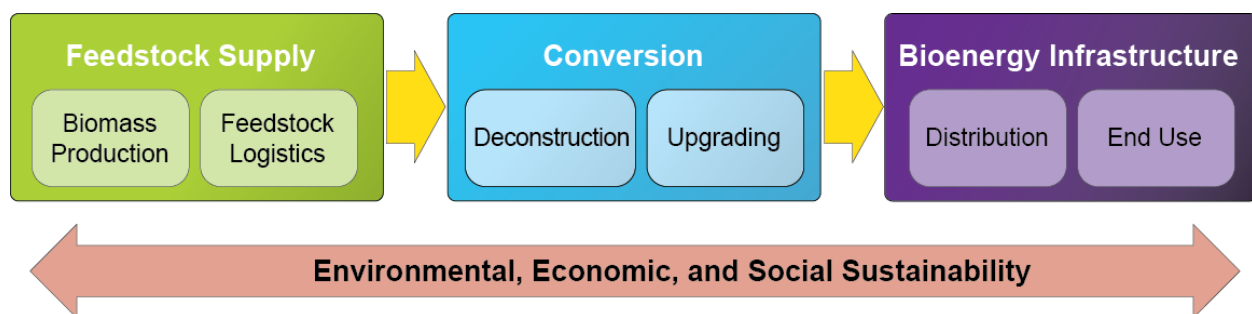 Feedstock Supply
Biomass
Production
Feedstock
Logistics
Conversion
Deconstruction
Upgrading
Bioenergy Infrastructure
Distribution
End Use
Environmental, Economic, and Social Sustainability